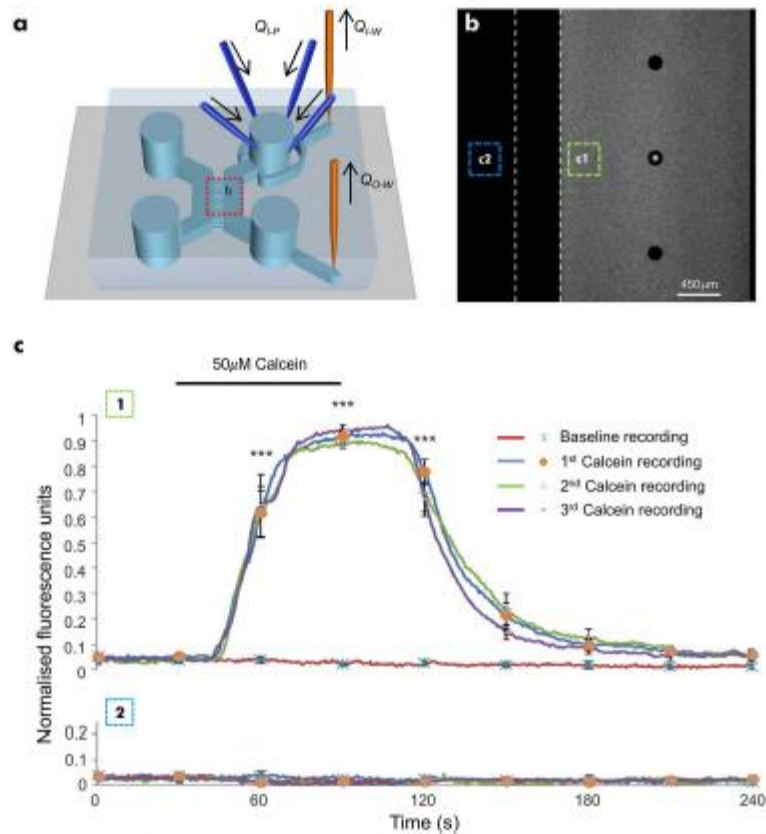 a
Q_I-P
Q_I-W
Q_O-W
b
b
c2
c1
450µm
c
50µM Calcein
1
***
***
***
Baseline recording
1st Calcein recording
2nd Calcein recording
3rd Calcein recording
Normalised fluorescence units
1
0.9
0.8
0.7
0.6
0.5
0.4
0.3
0.2
0.1
0
2
0.2
0.1
0
0
60
120
180
240
Time (s)